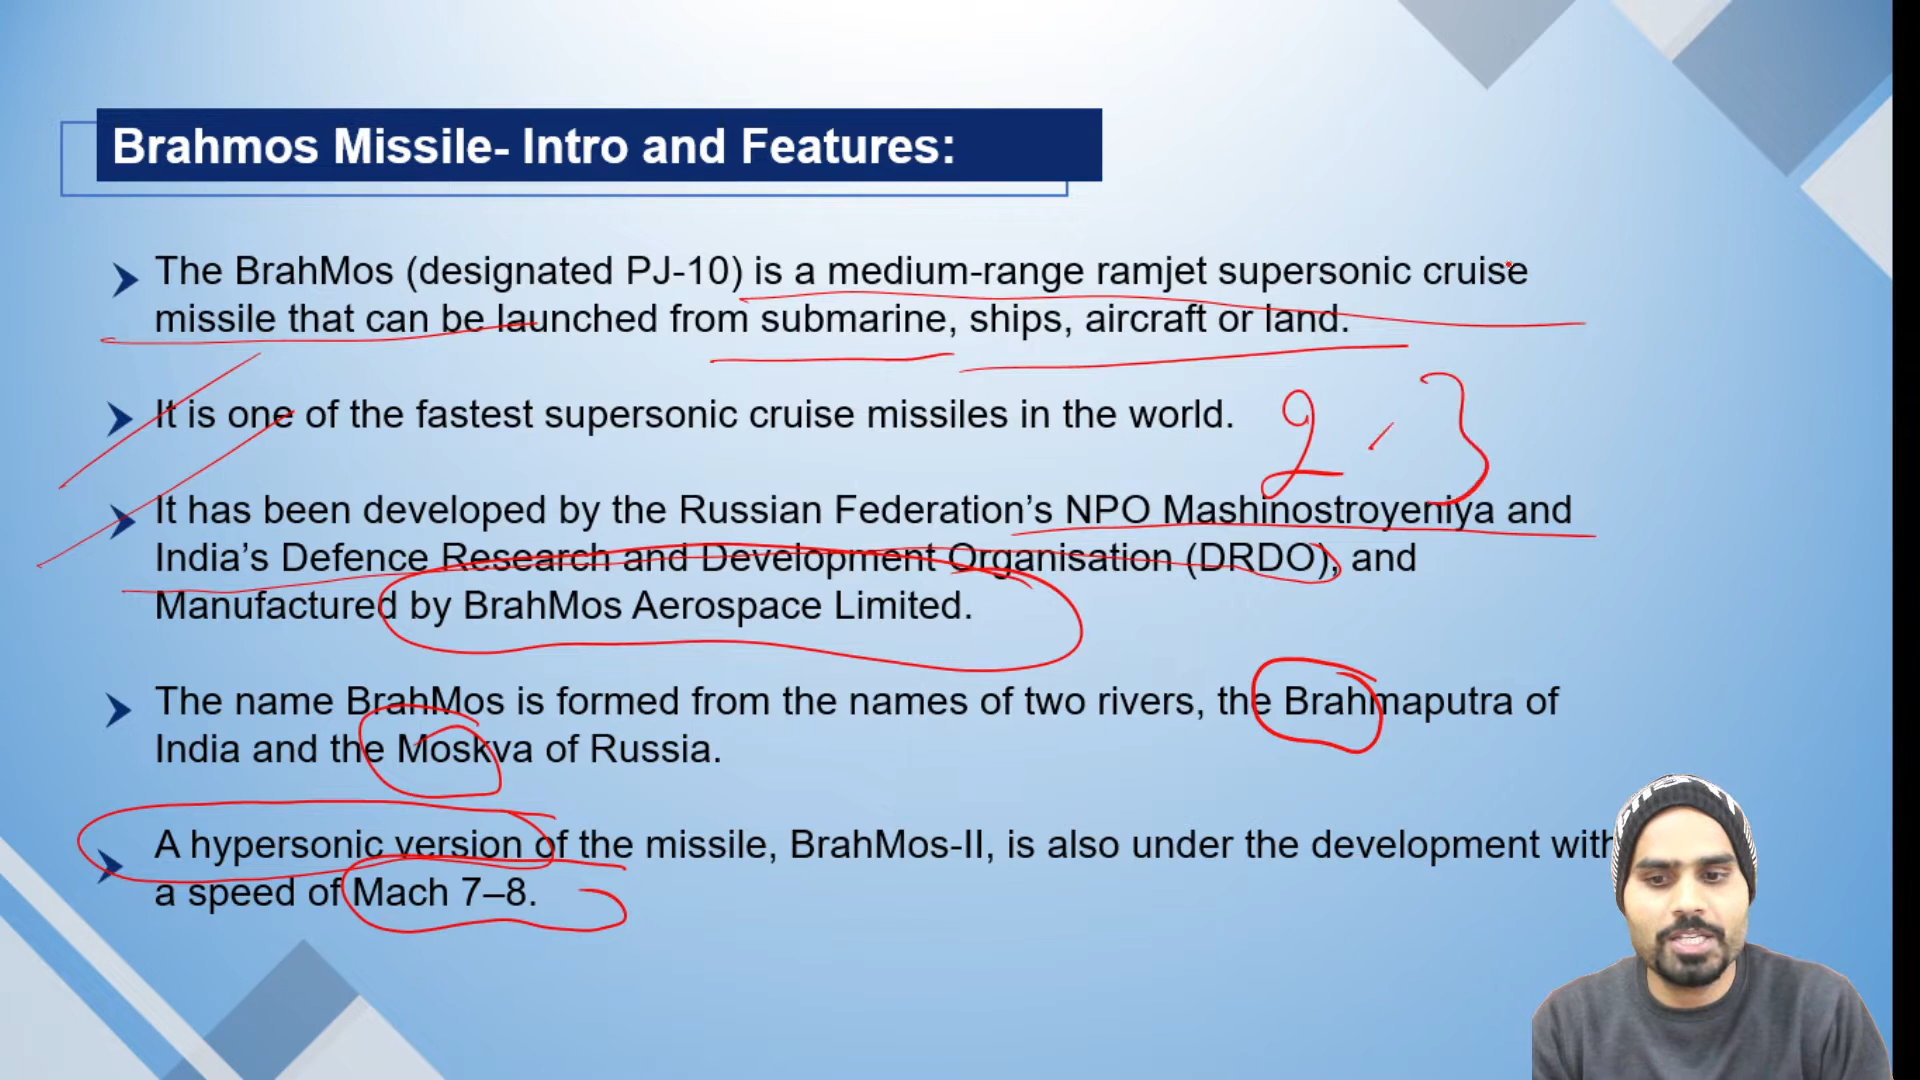 Brahmos Missile- Intro and Features:
The BrahMos (designated PJ-10) is a medium-range ramjet supersonic cruise
missile that can be launched from submarine, ships, aircraft or land.
It is one of the fastest supersonic cruise missiles in the world.
2.3
It has been developed by the Russian Federation’s NPO Mashinostroyeniya and
India’s Defence Research and Development Organisation (DRDO), and
Manufactured by BrahMos Aerospace Limited.
The name BrahMos is formed from the names of two rivers, the Brahmaputra of
India and the Moskva of Russia.
A hypersonic version of the missile, BrahMos-II, is also under the development with
a speed of Mach 7–8.